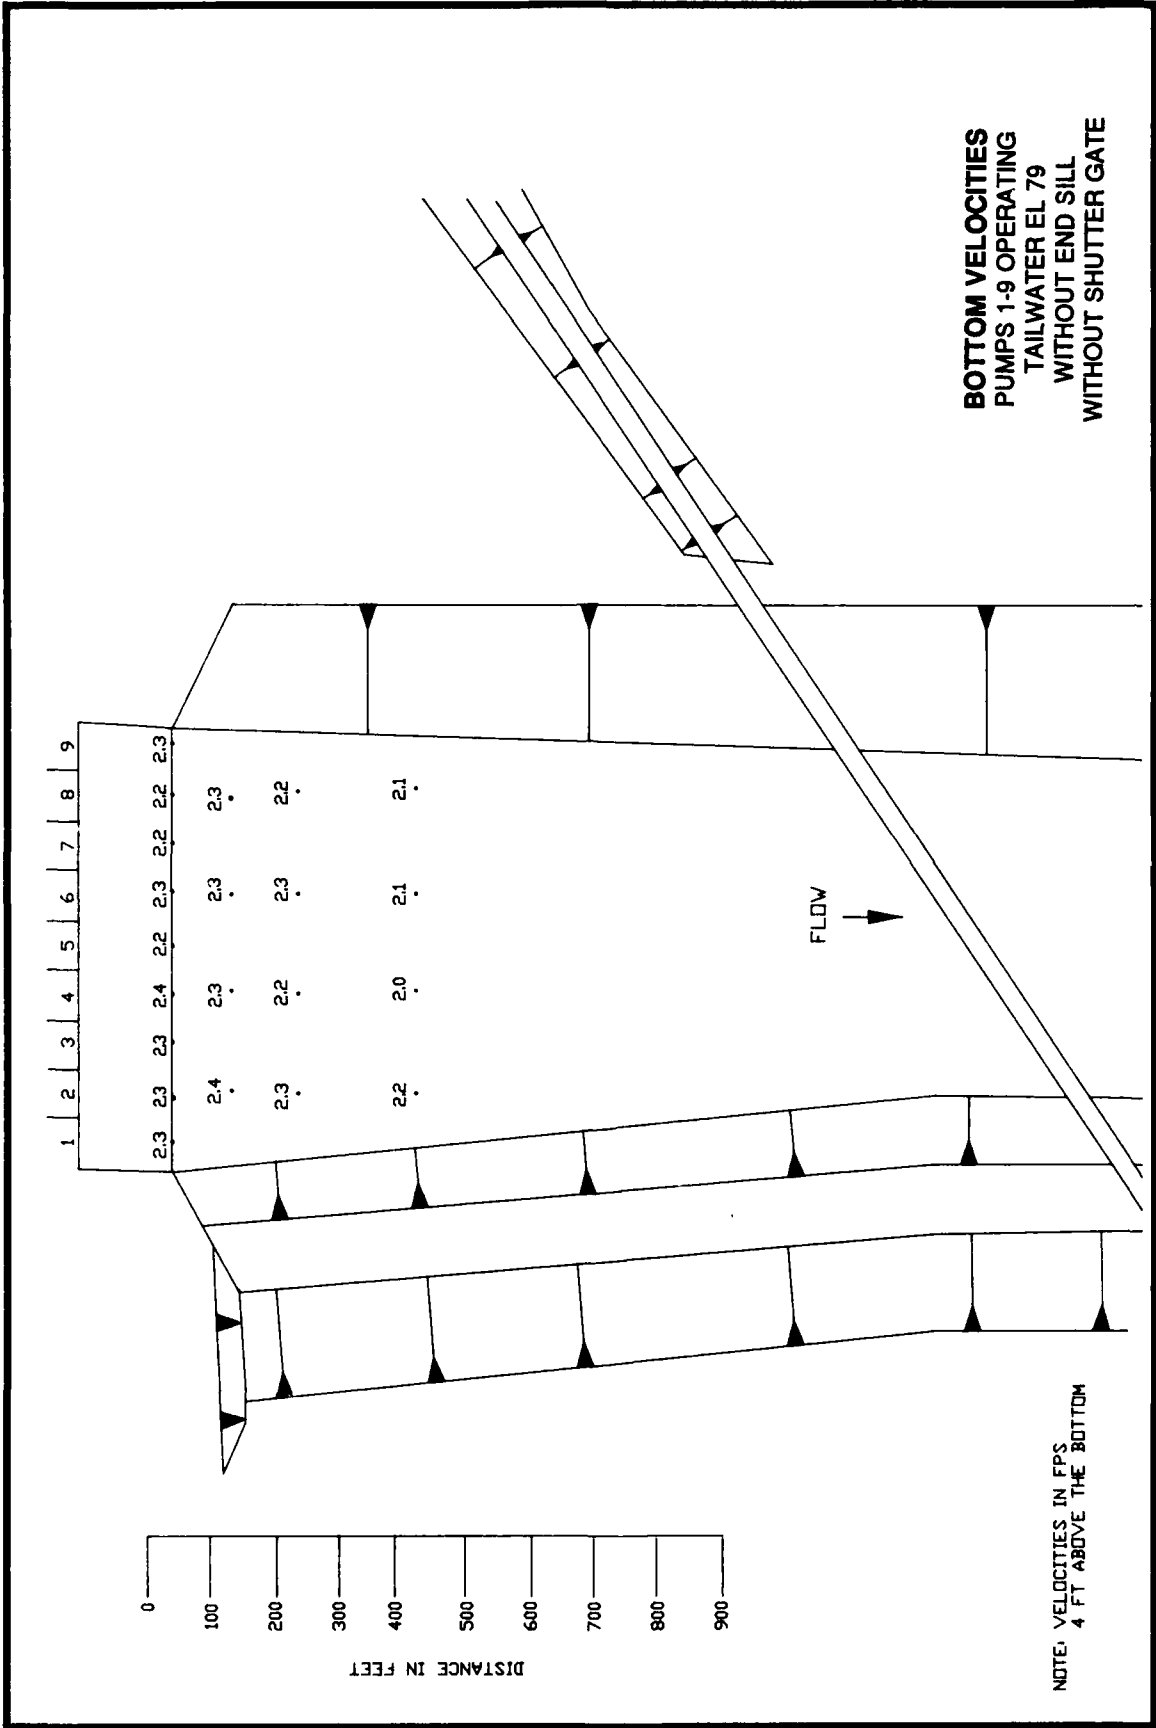 1 2 3 4 5 6 7 8 9
2.3 2.3 2.3 2.4 2.2 2.3 2.2 2.2 2.3
2.4 2.3 2.3 2.3
2.3 2.2 2.3 2.2
2.2 2.0 2.1 2.1
FLOW
0
100
200
300
400
500
600
700
800
900
DISTANCE IN FEET
NOTE: VELOCITIES IN FPS
4 FT ABOVE THE BOTTOM
BOTTOM VELOCITIES
PUMPS 1-9 OPERATING
TAILWATER EL 79
WITHOUT END SILL
WITHOUT SHUTTER GATE